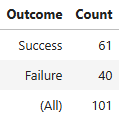 Outcome Count
Success 61
Failure 40
(All) 101